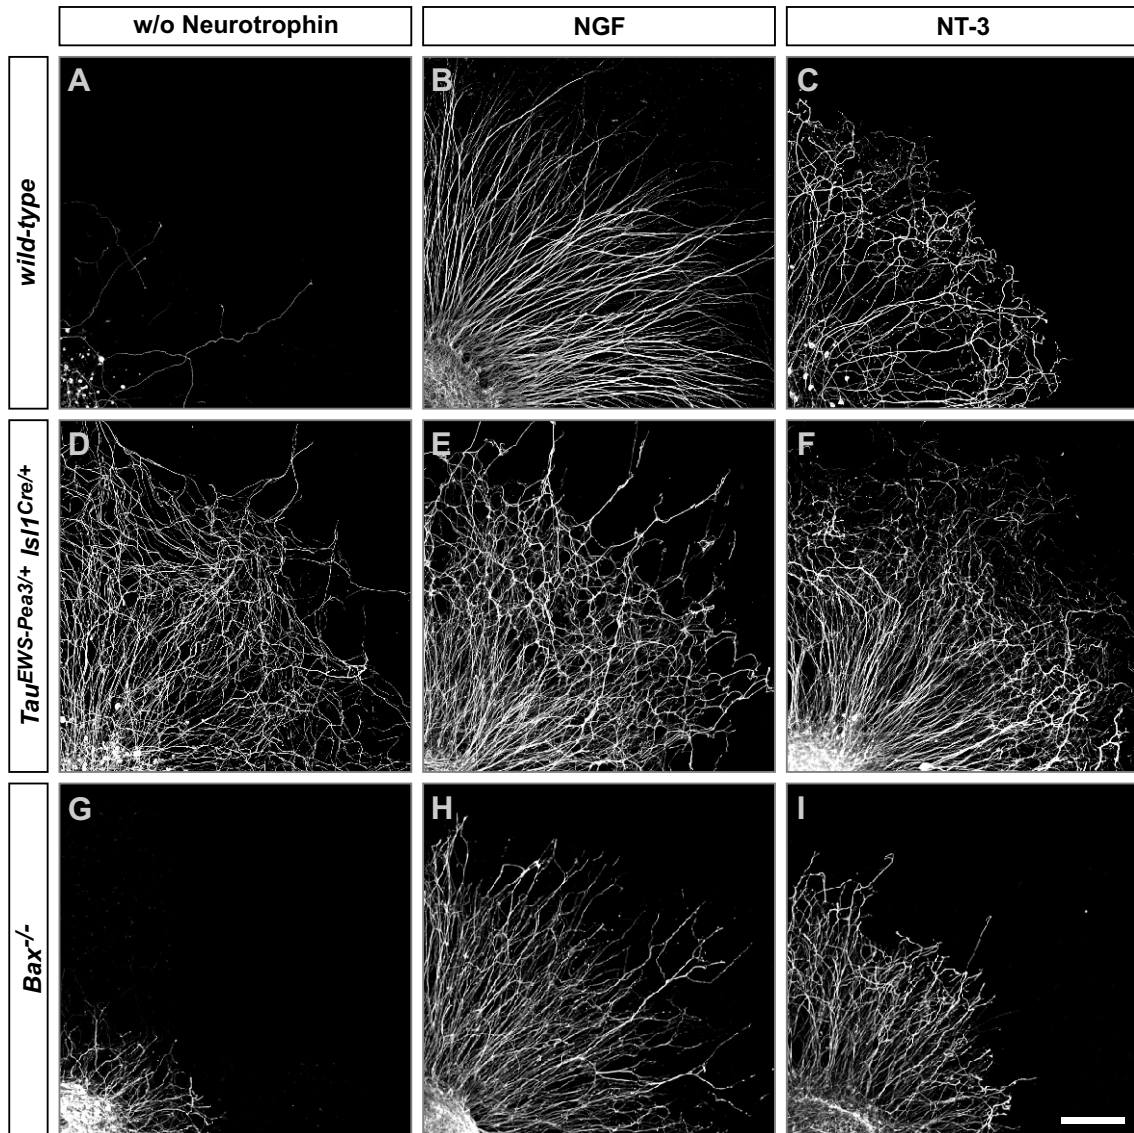 w/o Neurotrophin
NGF
NT-3
wild-type
A
B
C
Tau^EWS-Pea3/+ Isl1^Cre/+
D
E
F
Bax^-/-
G
H
I